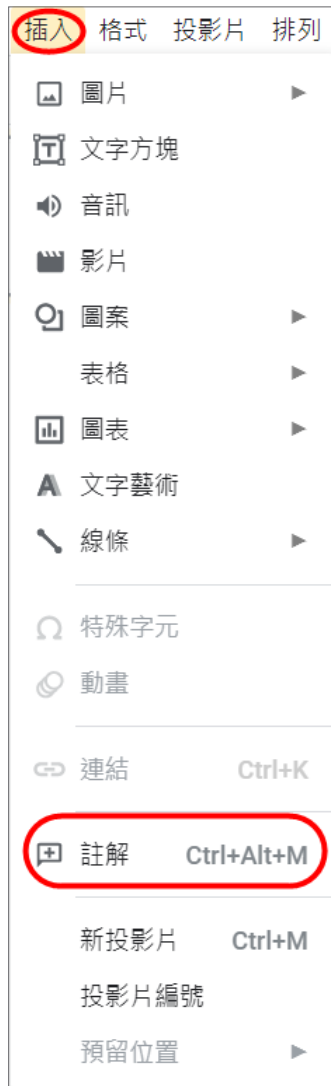 插入 格式 投影片 排列
圖片
文字方塊
音訊
影片
圖案
表格
圖表
文字藝術
線條
特殊字元
動畫
連結 Ctrl+K
註解 Ctrl+Alt+M
新投影片 Ctrl+M
投影片編號
預留位置